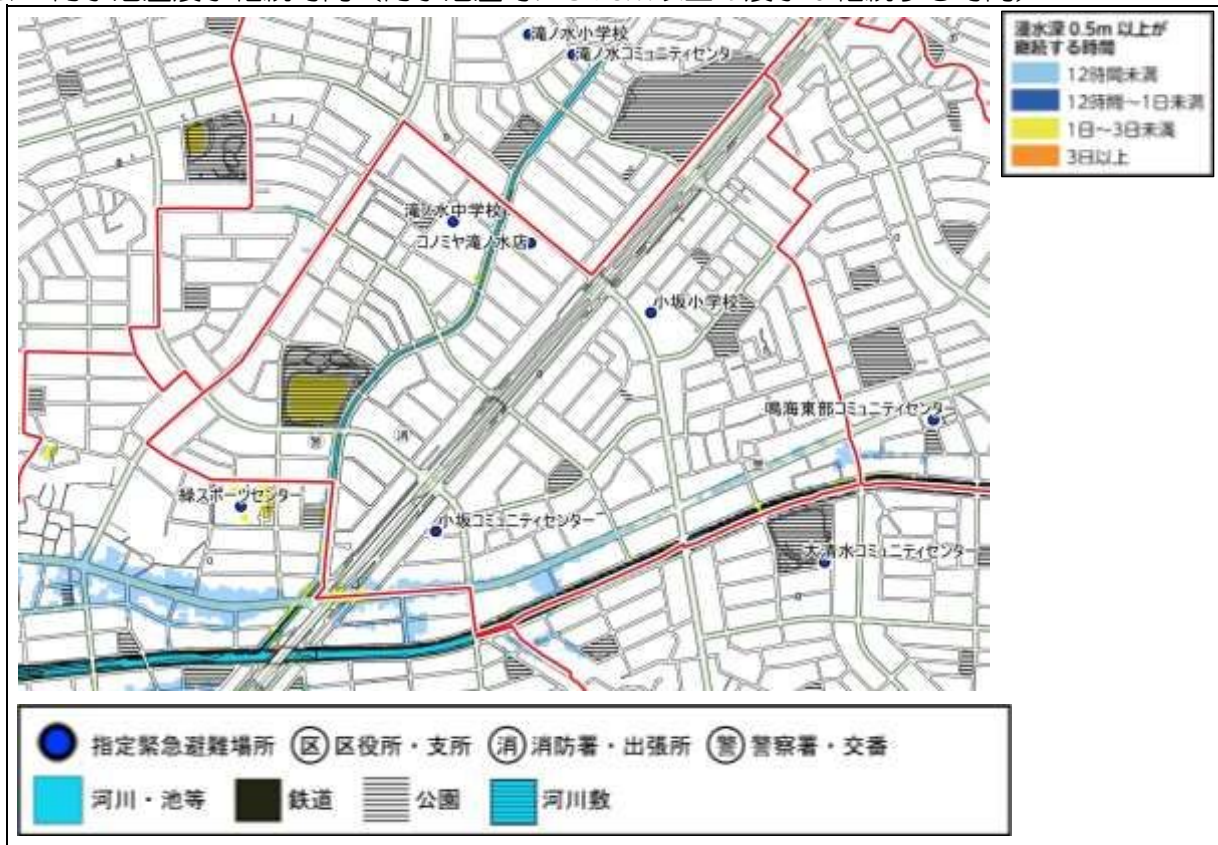 滝ノ水小学校
滝ノ水コミュニティセンター
滝ノ水中学校
コノミヤ滝ノ水店
小坂小学校
鳴海東部コミュニティセンター
消
緑スポーツセンター
小坂コミュニティセンター
大清水コミュニティセンター
浸水深 0.5m 以上が
継続する時間
12時間未満
12時間~1日未満
1日~3日未満
3日以上
指定緊急避難場所 区 区役所・支所 消 消防署・出張所 警 警察署・交番
河川・池等 鉄道 公園 河川敷